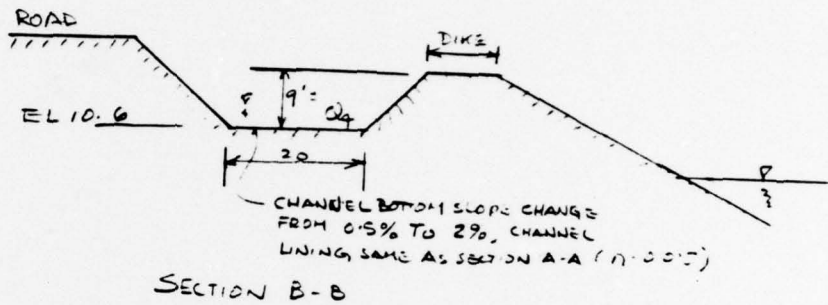 ROAD
DIKE
9'=
Q4
EL 10.6
20
CHANNEL BOTTOM SLOPE CHANGE
FROM 0.5% TO 2%, CHANNEL
LINING SAME AS SECTION A-A
SECTION B-B